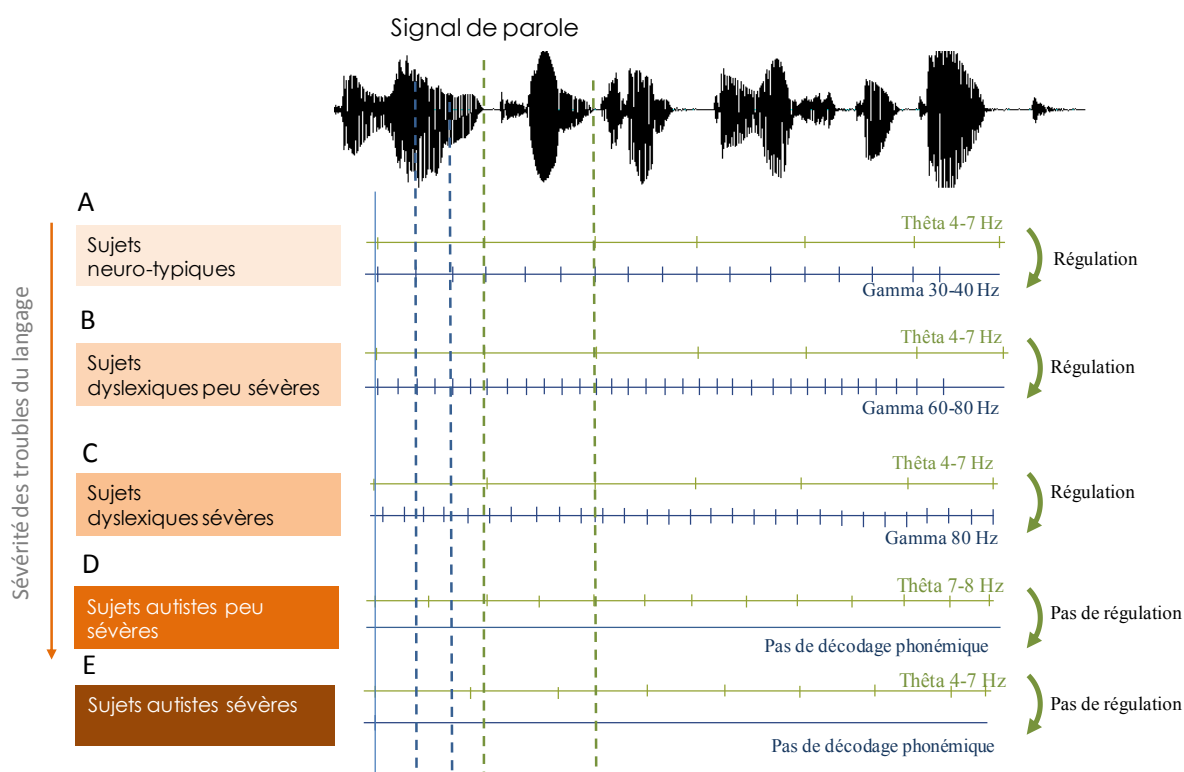 Signal de parole
Sévérité des troubles du langage
A
Sujets
neuro-typiques
Thêta 4-7 Hz
Gamma 30-40 Hz
Régulation
B
Sujets
dyslexiques peu sévères
Thêta 4-7 Hz
Gamma 60-80 Hz
Régulation
C
Sujets
dyslexiques sévères
Thêta 4-7 Hz
Gamma 80 Hz
Régulation
D
Sujets autistes peu
sévères
Thêta 7-8 Hz
Pas de décodage phonémique
Pas de régulation
E
Sujets autistes sévères
Thêta 4-7 Hz
Pas de décodage phonémique
Pas de régulation